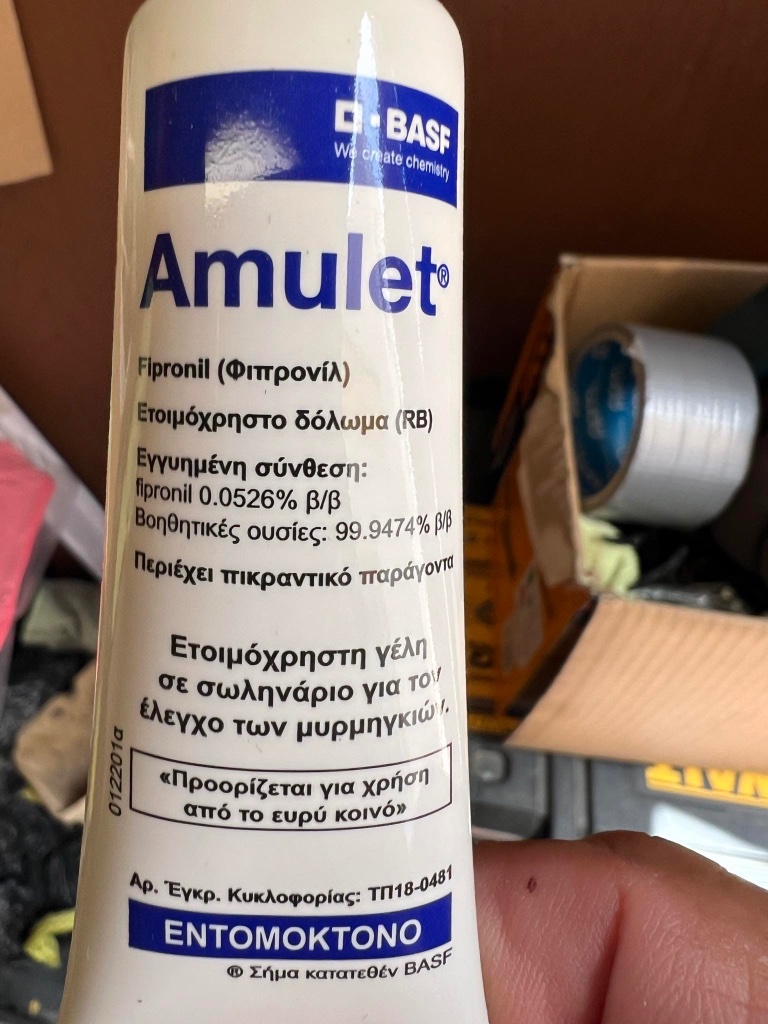 BASF
We create chemistry
Amulet®
Fipronil (Φιπρονίλ)
Ετοιμόχρηστο δόλωμα (RB)
Εγγυημένη σύνθεση:
fipronil 0.0526% β/β
Βοηθητικές ουσίες: 99.9474% β/β
Περιέχει πικραντικό παράγοντα
Ετοιμόχρηστη γέλη
σε σωληνάριο για τον
έλεγχο των μυρμηγκιών.
«Προορίζεται για χρήση
από το ευρύ κοινό»
012201α
Αρ. Έγκρ. Κυκλοφορίας: ΤΠ18-0481
ΕΝΤΟΜΟΚΤΟΝΟ
® Σήμα κατατεθέν BASF